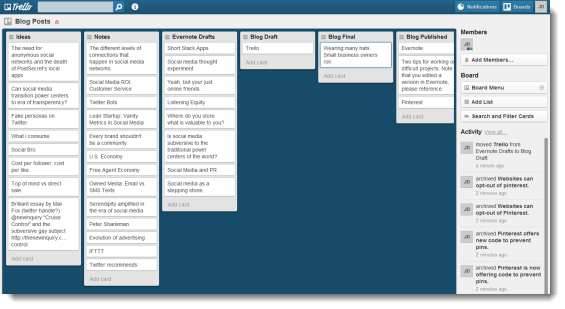 Trello
Notifications
Boards
JD
Blog Posts
Ideas
The need for
anonymous social
networks and the death
of PostSecret's local
apps.
Can social media
transition power centers
to era of transparency?
Fake personas on
Twitter
What I consume
Social Bro
Cost per follower, cost
per like.
Top of mind vs direct
sale.
Brilliant essay by Max
Fox (twitter handle?)
@newinquiry "Cruise
Control" and the
subversive gay subject
http://thenewinquiry.c...
control
Add card
Notes
The different levels of
connections that
happen in social media
networks.
Social Media ROI:
Customer Service
Twitter Bots
Lean Startup: Vanity
Metrics in Social Media
Every brand shouldn't
be a community.
U.S. Economy
Free Agent Economy
Owned Media: Email vs
SMS Texts
Serendipity amplified in
the era of social media
Peter Shankman
Evolution of advertising
IFTTT
Twitter recommends
Add card
Evernote Drafts
Short Stack Apps
Social media thought
experiment
Yeah, but your just
online friends.
Listening Equity
Where do you store
what is valuable to you?
Is social media
subversive to the
traditional power
centers of the world?
Social Media and PR
Social media as a
stepping stone.
Add card
Blog Draft
Trello
Add card
Blog Final
Wearing many hats.
Small business owners
roll.
Add card
Blog Published
Evernote
Two tips for working on
difficult projects. Note
that you edited a
version in Evernote,
please reference.
Pinterest
Add card
Members
JD
Add Members...
Board
Board Menu
Add List
Search and Filter Cards
Activity View all...
JD
moved Trello from
Evernote Drafts to Blog
Draft
a minute ago
JD
archived Websites can
opt-out of pinterest.
2 minutes ago
JD
archived Websites can
opt-out of Pinterest.
2 minutes ago
JD
archived Pinterest offers
new code to prevent
pins.
2 minutes ago
JD
archived Pinterest is now
offering code to prevent
pins.
2 minutes ago